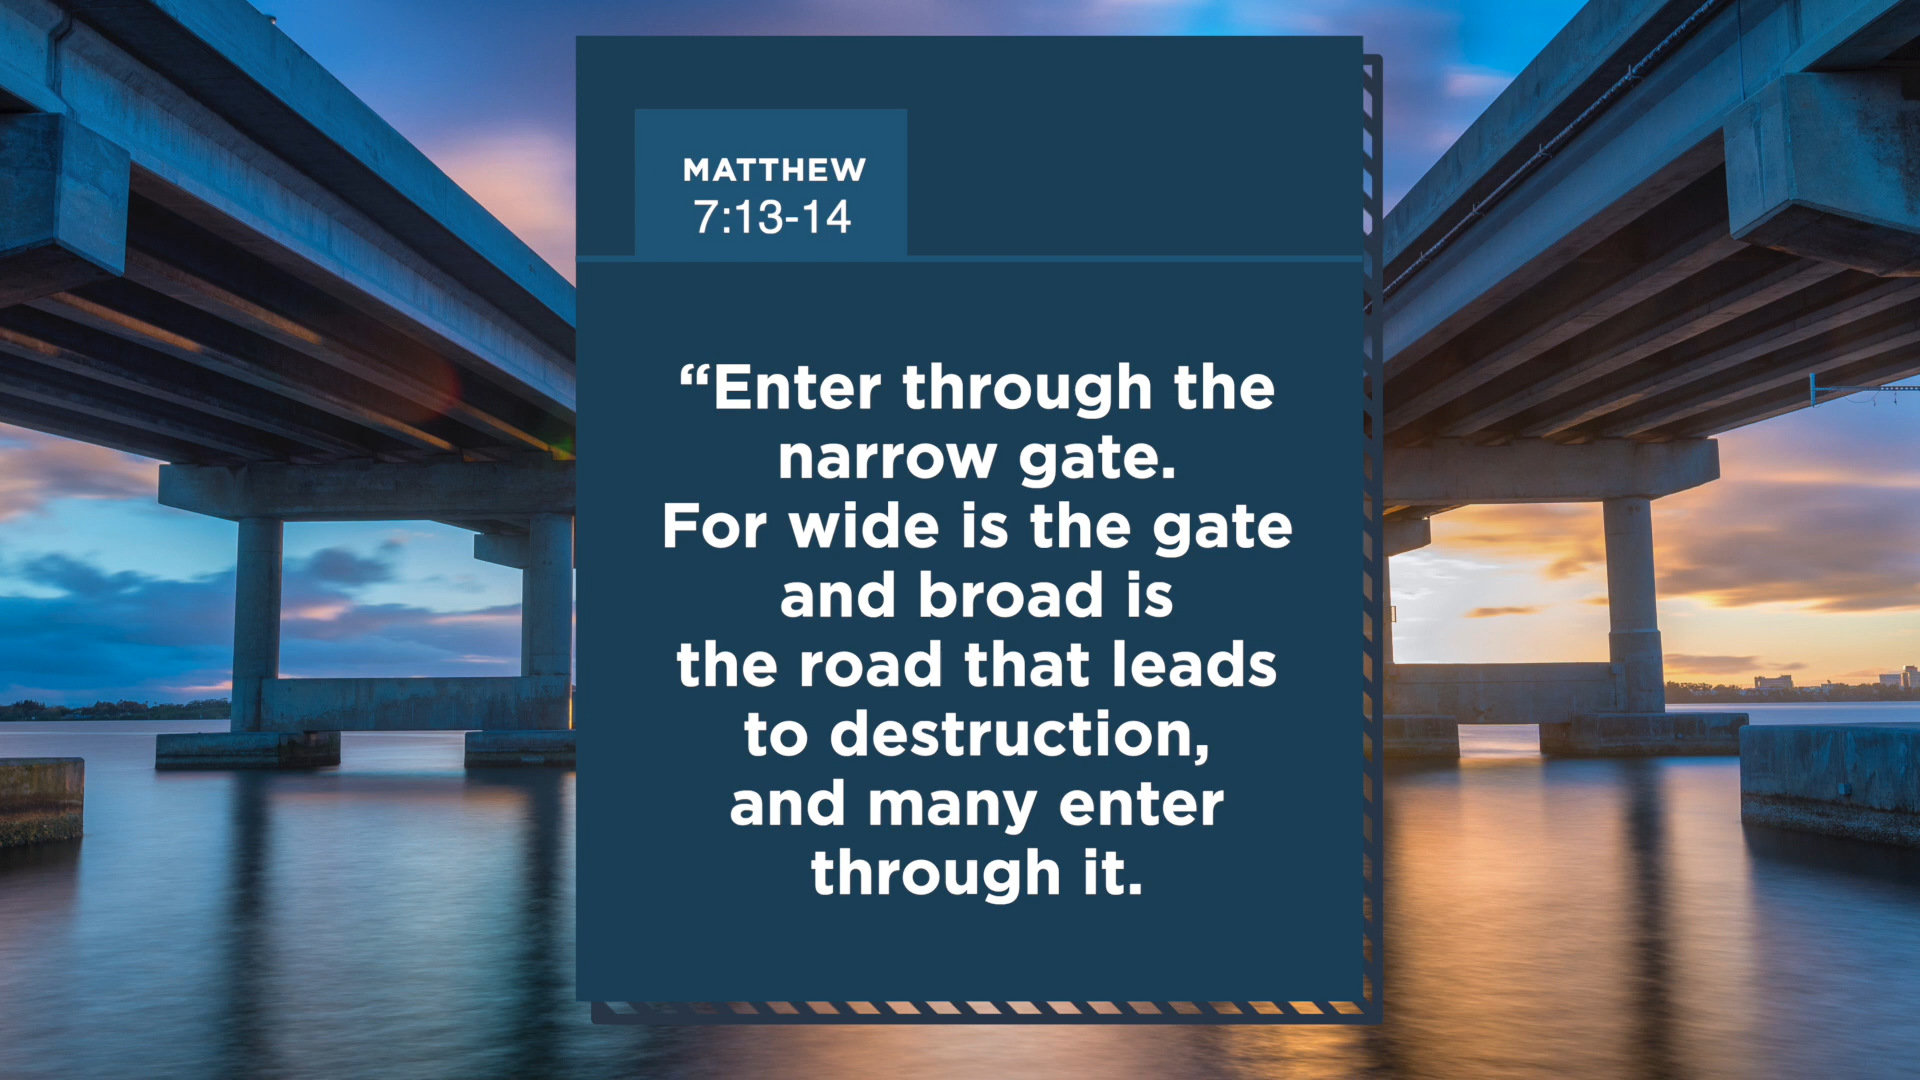 MATTHEW
7:13-14
“Enter through the
narrow gate.
For wide is the gate
and broad is
the road that leads
to destruction,
and many enter
through it.